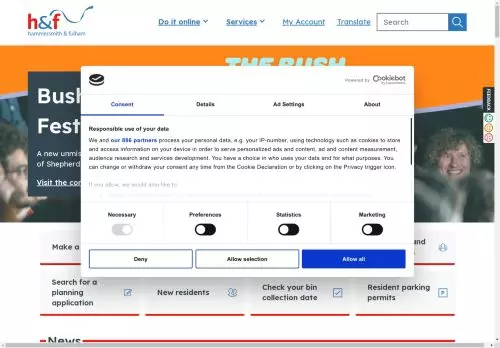 h&f
hammersmith & fulham
Do it online
Services
My Account
Translate
Search
THE BUSH
Bush
Fest
A new unmis
of Shepherd
Visit the con
FEEDBACK
Powered by Cookiebot
by Usercentrics
Consent
Details
Ad Settings
About
Responsible use of your data
We and our 886 partners process your personal data, e.g. your IP-number, using technology such as cookies to store
and access information on your device in order to serve personalized ads and content, ad and content measurement,
audience research and services development. You have a choice in who uses your data and for what purposes. You
can change or withdraw your consent any time from the Cookie Declaration or by clicking on the Privacy trigger icon.
If you allow, we would also like to:
Necessary
Preferences
Statistics
Marketing
Deny
Allow selection
Allow all
Make a
und
Search for a
planning
application
New residents
Check your bin
collection date
Resident parking
permits
News